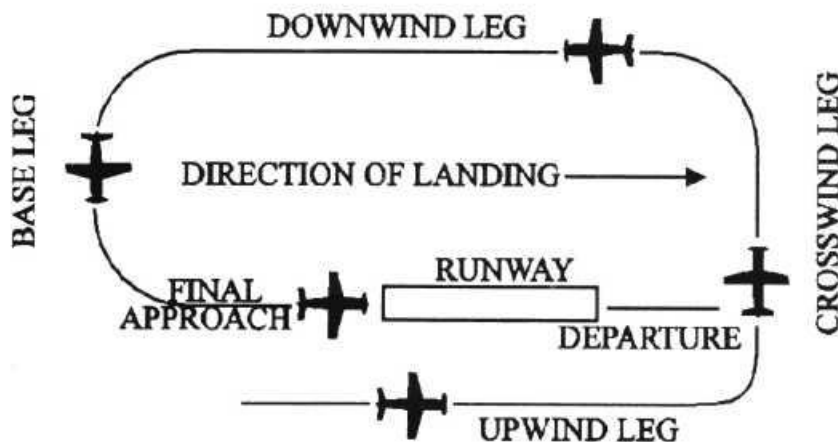 DOWNWIND LEG
BASE LEG
CROSSWIND LEG
DIRECTION OF LANDING
RUNWAY
FINAL
APPROACH
DEPARTURE
UPWIND LEG